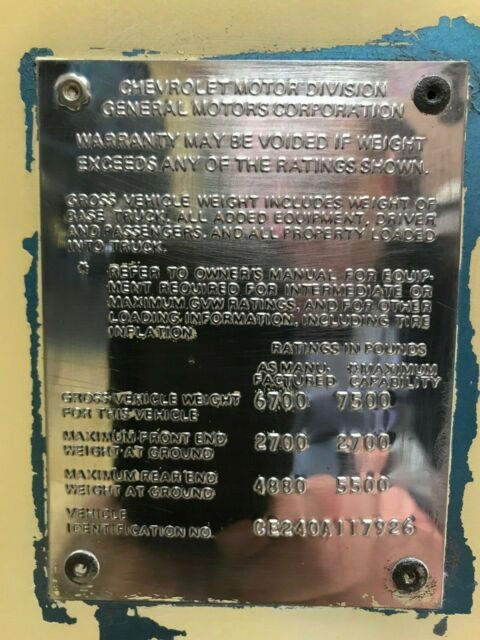 CHEVROLET MOTOR DIVISION
GENERAL MOTORS CORPORATION
WARRANTY MAY BE VOIDED IF WEIGHT
EXCEEDS ANY OF THE RATINGS SHOWN.
GROSS VEHICLE WEIGHT INCLUDES WEIGHT OF
BASE TRUCK, ALL ADDED EQUIPMENT, DRIVER
AND PASSENGERS, AND ALL PROPERTY LOADED
INTO TRUCK.
* REFER TO OWNER'S MANUAL FOR EQUIP-
MENT REQUIRED FOR INTERMEDIATE OR
MAXIMUM GVW RATINGS, AND FOR OTHER
LOADING INFORMATION, INCLUDING TIRE
INFLATION.
RATINGS IN POUNDS
AS MANU- *MAXIMUM
FACTURED CAPABILITY
GROSS VEHICLE WEIGHT 6700 7500
FOR THIS VEHICLE
MAXIMUM FRONT END 2700 2700
WEIGHT AT GROUND
MAXIMUM REAR END 4880 5500
WEIGHT AT GROUND
VEHICLE
IDENTIFICATION NO. CE240A117926